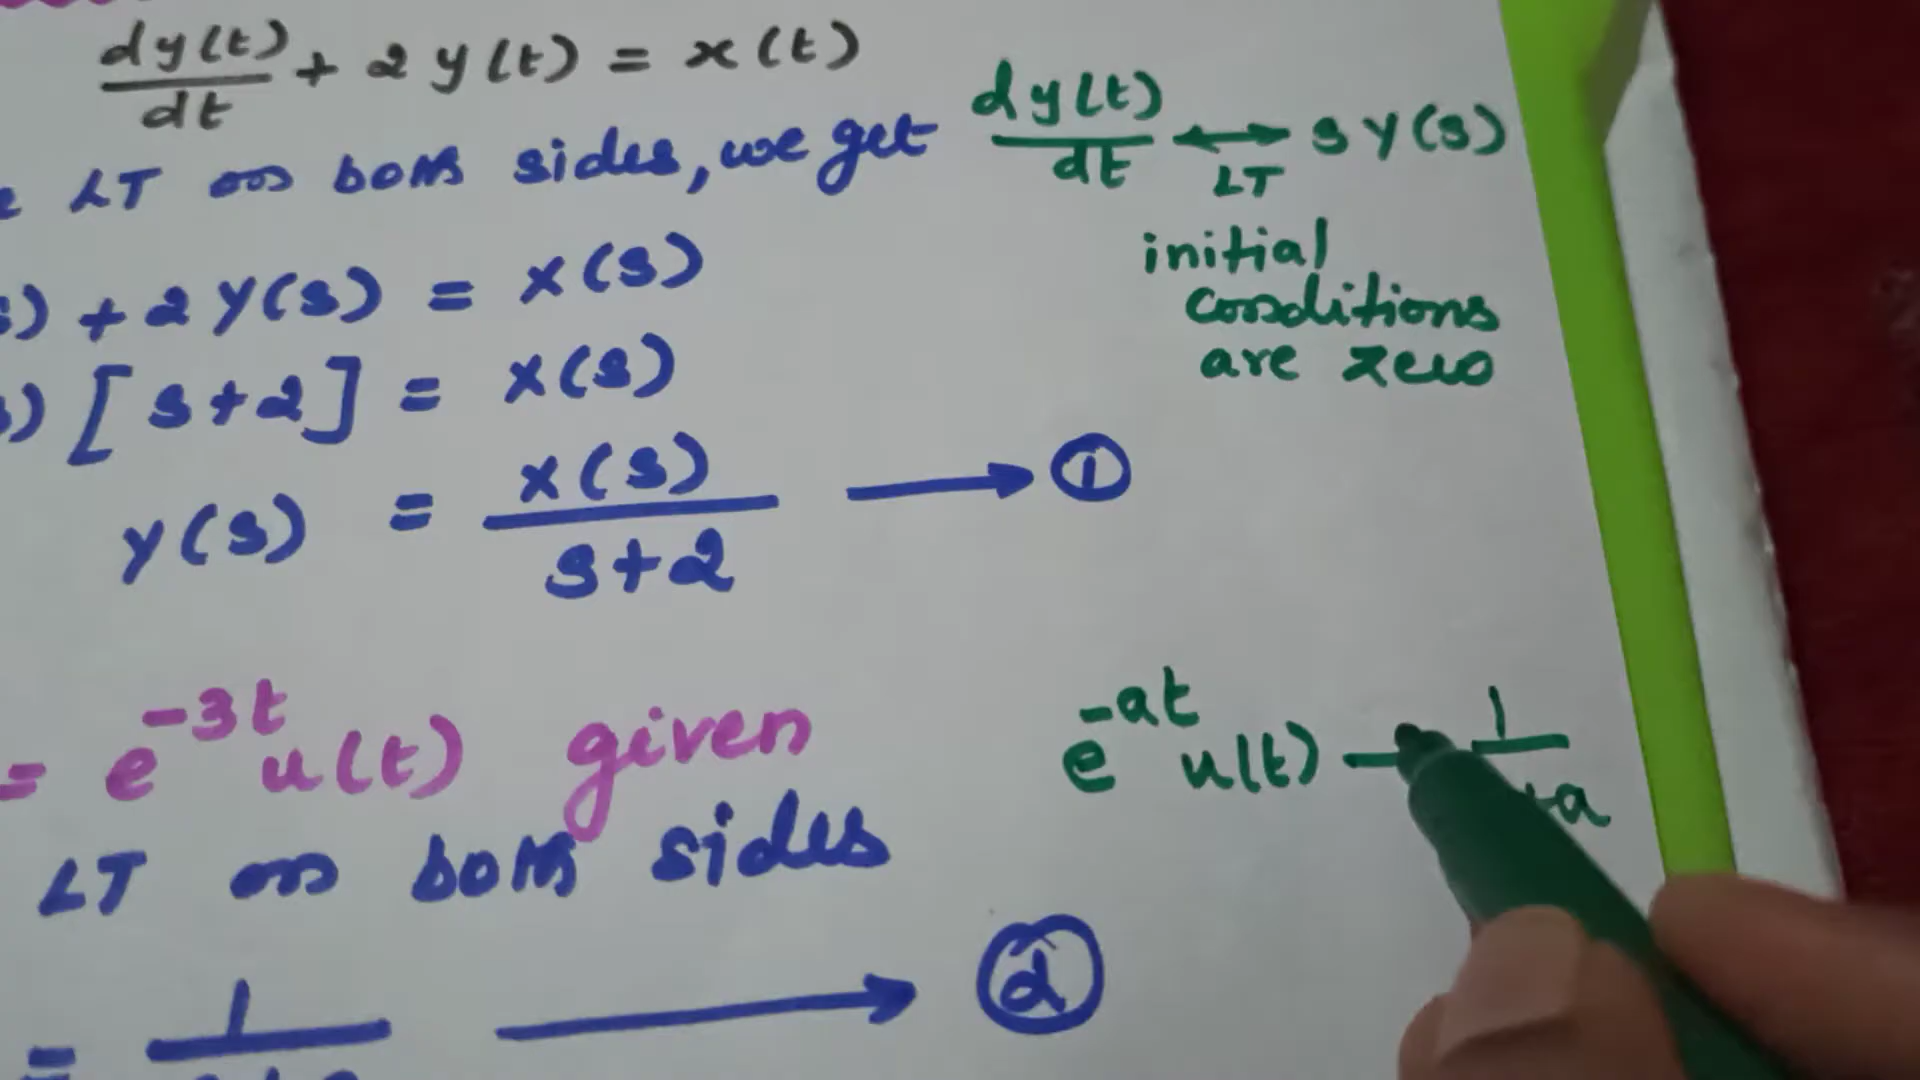 dy(t)/dt + 2y(t) = x(t)
LT on both sides, we get
dy(t)/dt ↔ sY(s)
LT
initial
conditions
are zero
) + 2Y(s) = X(s)
) [s+2] = X(s)
Y(s) = X(s)/(s+2) → ①
= e^{-3t} u(t) given
e^{-at} u(t) — 1/+a
LT on both sides
= 1/ → ②